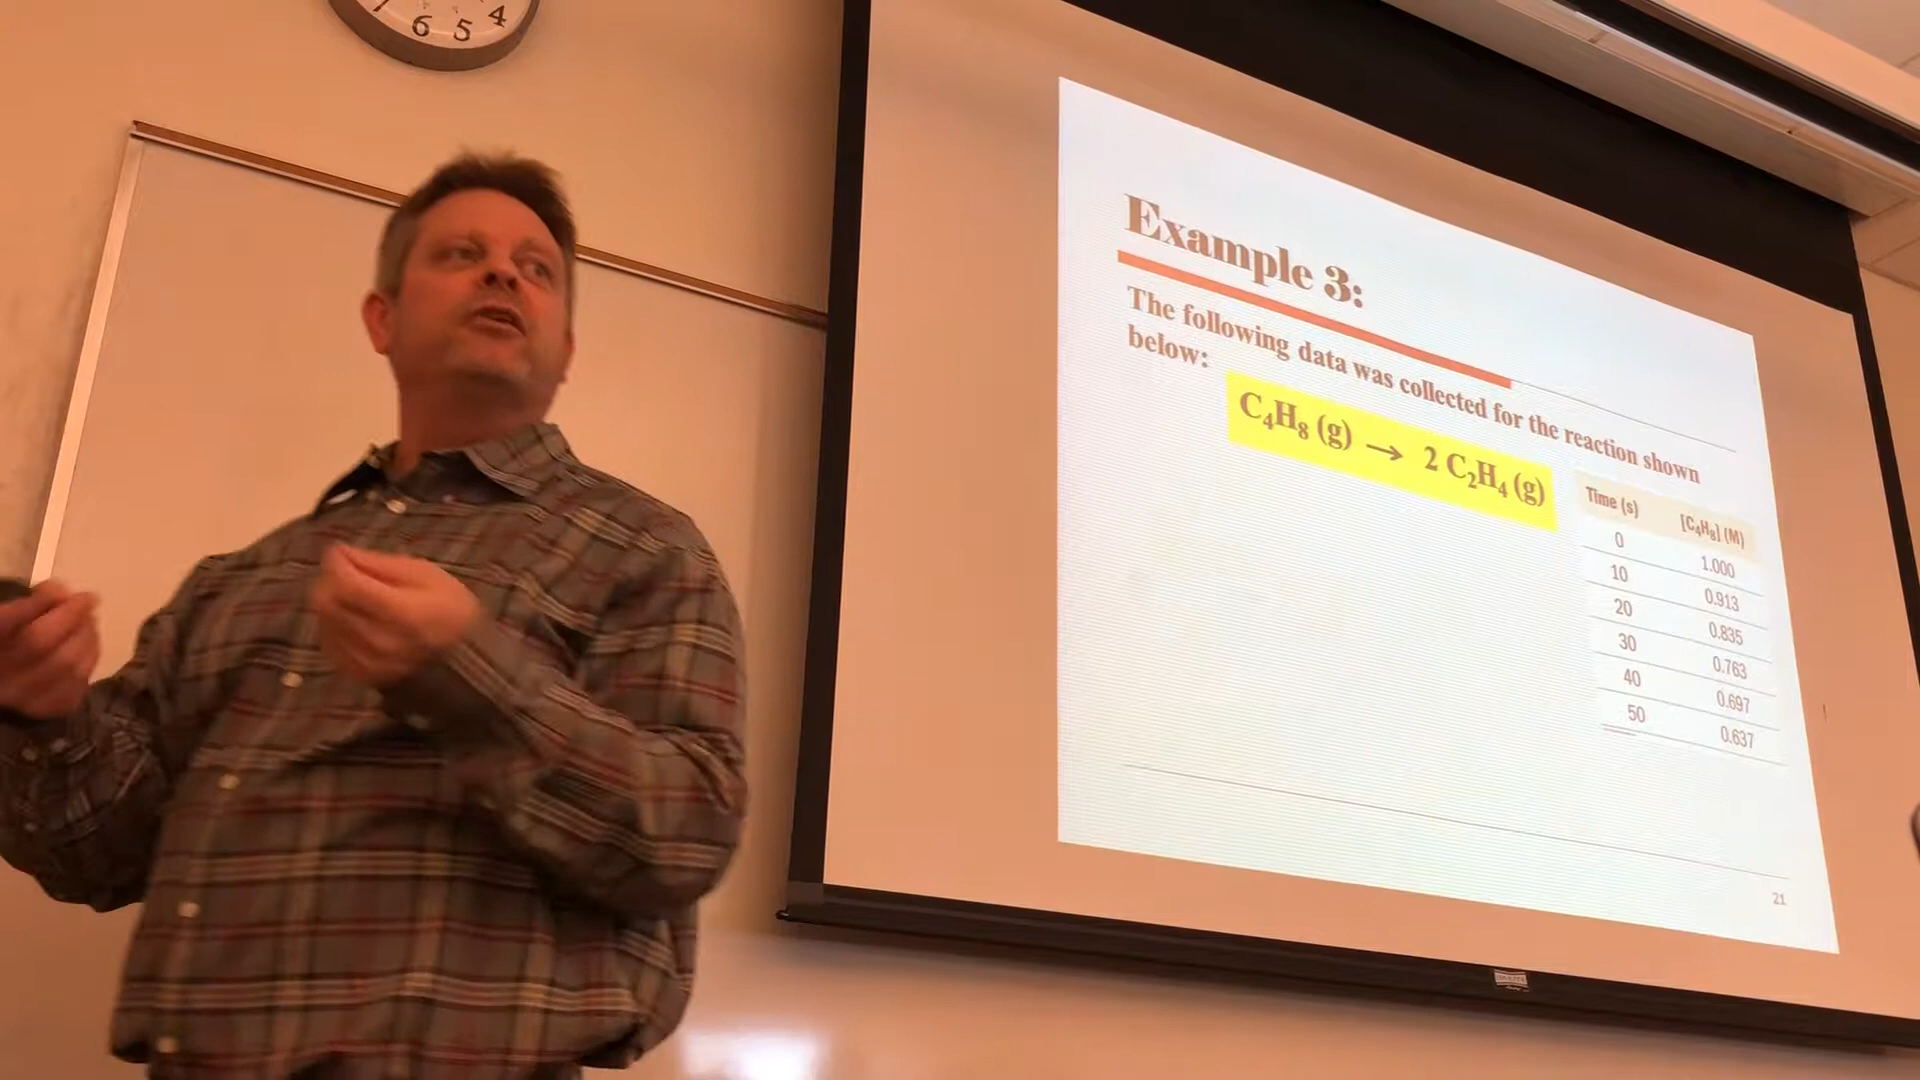 7 6 5 4
Example 3:
The following data was collected for the reaction shown
below:
C₄H₈ (g) → 2 C₂H₄ (g)
Time (s) [C₄H₈] (M)
0 1.000
10 0.913
20 0.835
30 0.763
40 0.697
50 0.637
21